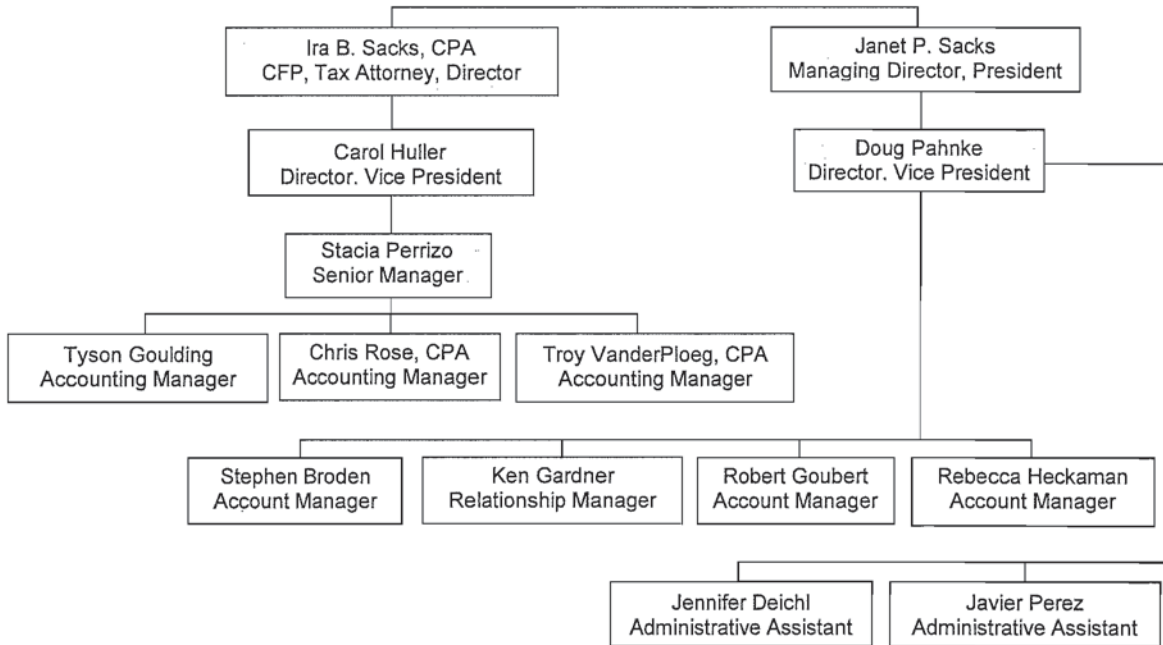 Ira B. Sacks, CPA
CFP, Tax Attorney, Director
Janet P. Sacks
Managing Director, President
Carol Huller
Director. Vice President
Doug Pahnke
Director. Vice President
Stacia Perrizo
Senior Manager
Tyson Goulding
Accounting Manager
Chris Rose, CPA
Accounting Manager
Troy VanderPloeg, CPA
Accounting Manager
Stephen Broden
Account Manager
Ken Gardner
Relationship Manager
Robert Goubert
Account Manager
Rebecca Heckaman
Account Manager
Jennifer Deichl
Administrative Assistant
Javier Perez
Administrative Assistant